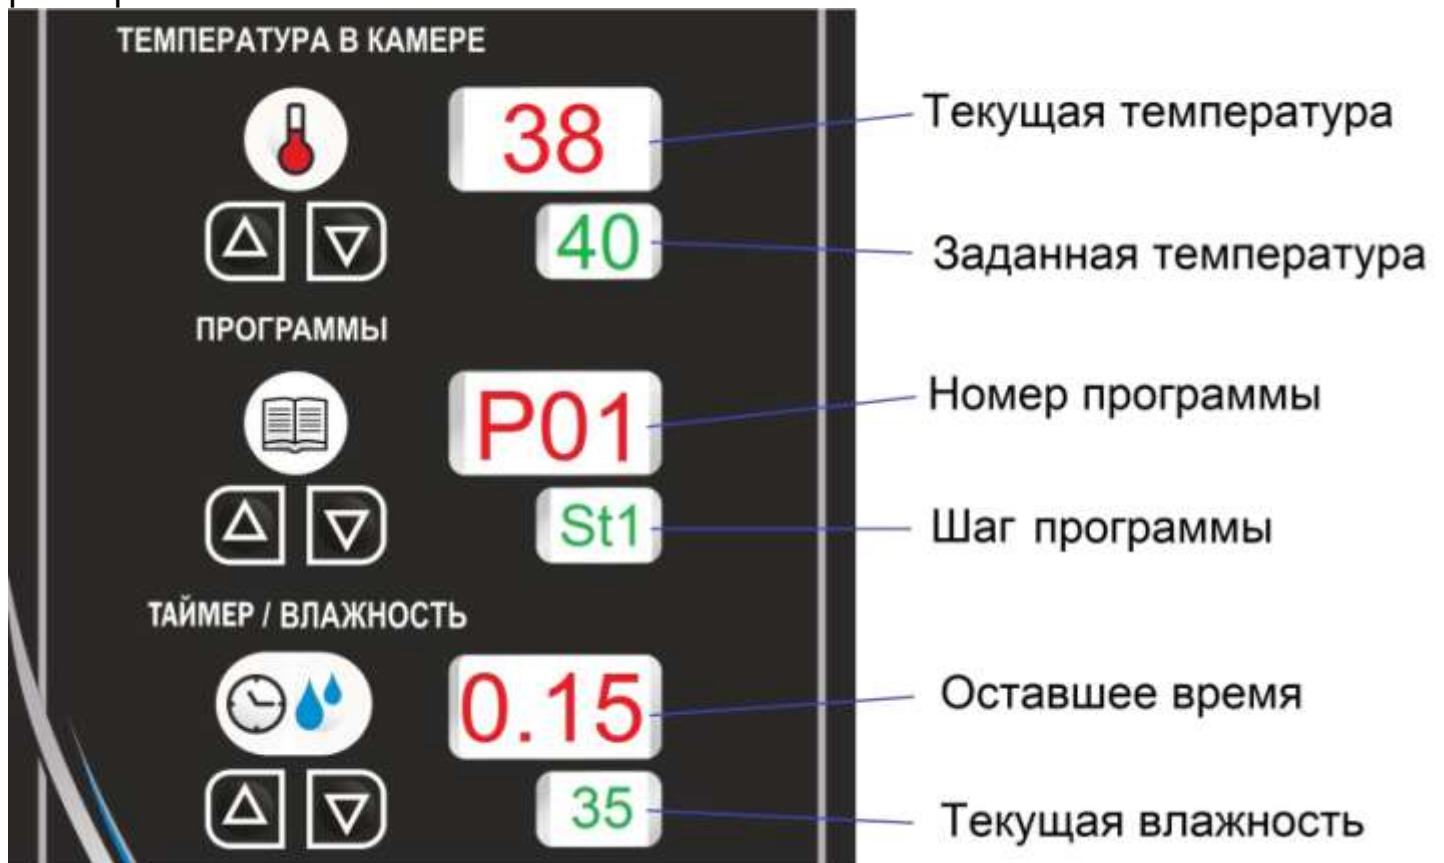 ТЕМПЕРАТУРА В КАМЕРЕ
38
Текущая температура
40
Заданная температура
ПРОГРАММЫ
P01
Номер программы
St1
Шаг программы
ТАЙМЕР / ВЛАЖНОСТЬ
0.15
Оставшее время
35
Текущая влажность